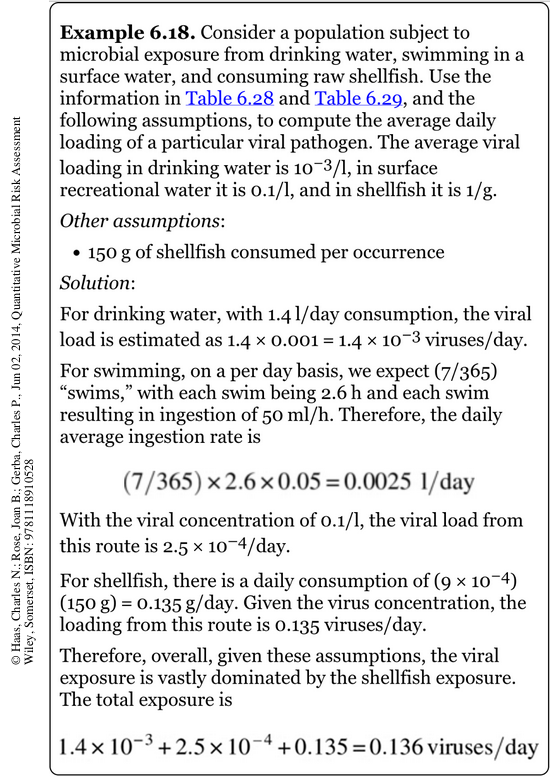 Example 6.18. Consider a population subject to
microbial exposure from drinking water, swimming in a
surface water, and consuming raw shellfish. Use the
information in Table 6.28 and Table 6.29, and the
following assumptions, to compute the average daily
loading of a particular viral pathogen. The average viral
loading in drinking water is 10⁻³/l, in surface
recreational water it is 0.1/l, and in shellfish it is 1/g.
Other assumptions:
• 150 g of shellfish consumed per occurrence
Solution:
For drinking water, with 1.4 l/day consumption, the viral
load is estimated as 1.4 × 0.001 = 1.4 × 10⁻³ viruses/day.
For swimming, on a per day basis, we expect (7/365)
“swims,” with each swim being 2.6 h and each swim
resulting in ingestion of 50 ml/h. Therefore, the daily
average ingestion rate is
(7/365) × 2.6 × 0.05 = 0.0025 l/day
With the viral concentration of 0.1/l, the viral load from
this route is 2.5 × 10⁻⁴/day.
For shellfish, there is a daily consumption of (9 × 10⁻⁴)
(150 g) = 0.135 g/day. Given the virus concentration, the
loading from this route is 0.135 viruses/day.
Therefore, overall, given these assumptions, the viral
exposure is vastly dominated by the shellfish exposure.
The total exposure is
1.4 × 10⁻³ + 2.5 × 10⁻⁴ + 0.135 = 0.136 viruses/day
© Haas, Charles N.; Rose, Joan B.; Gerba, Charles P., Jun 02, 2014, Quantitative Microbial Risk Assessment
Wiley, Somerset, ISBN: 9781118910528